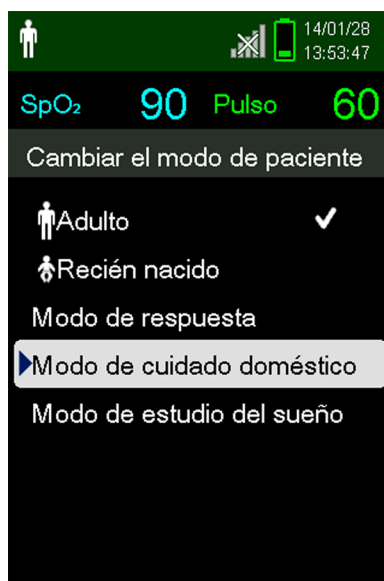 14/01/28
13:53:47
SpO₂ 90 Pulso 60
Cambiar el modo de paciente
Adulto
Recién nacido
Modo de respuesta
Modo de cuidado doméstico
Modo de estudio del sueño